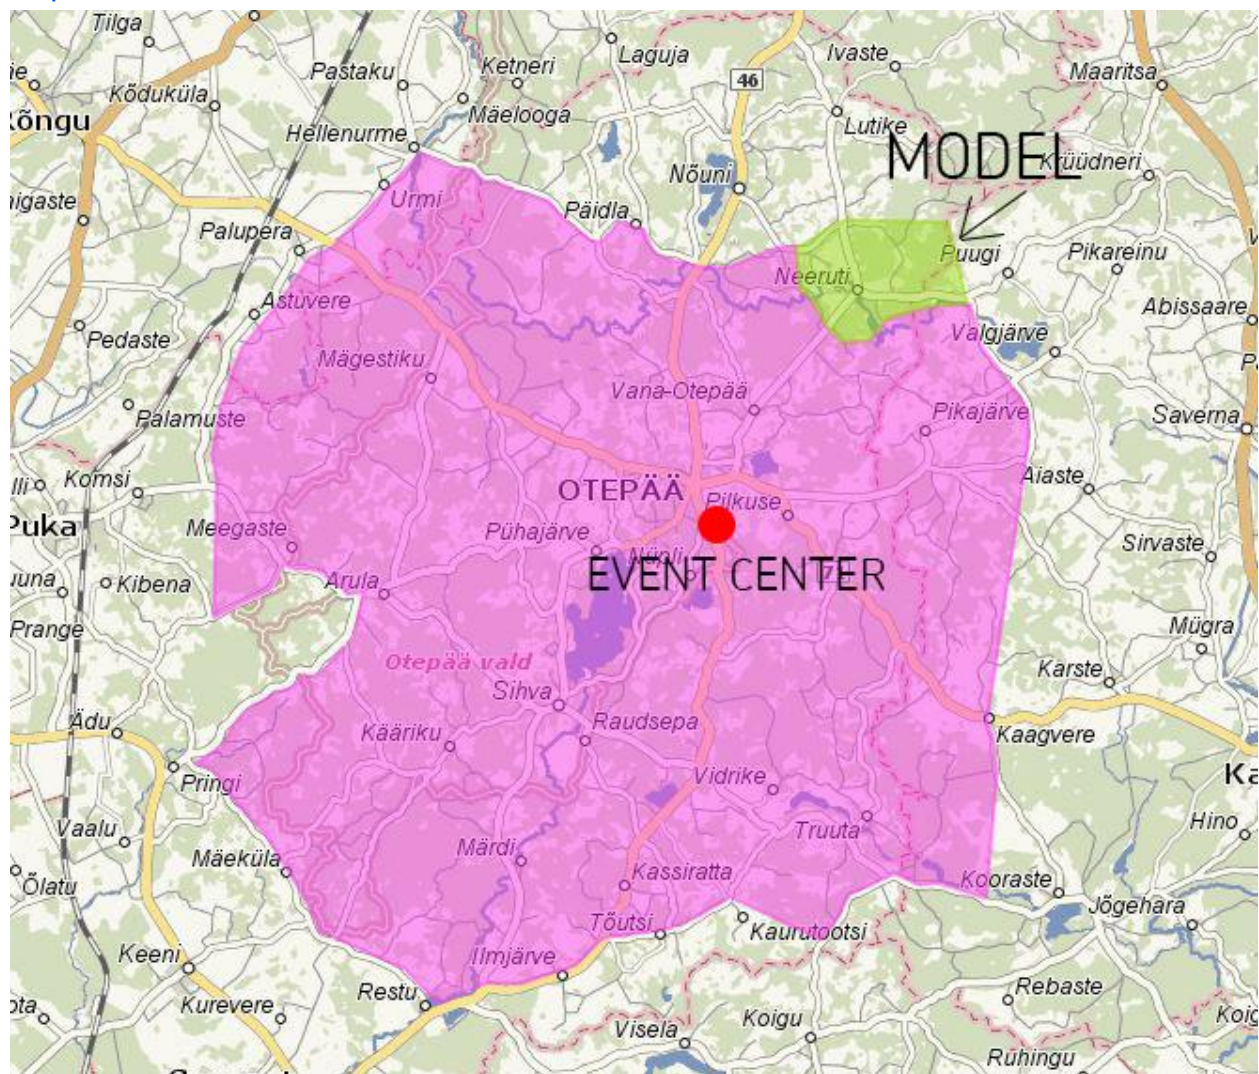 Tilga
Ketneri
Laguja
Ivaste
Pastaku
Maaritsa
46
Kõduküla
Mäelooga
Lutike
Hellenurme
MODEL
Krüüdneri
Nõuni
Urmi
Päidla
Palupera
Puugi
Pikareinu
Neeruti
Astuvere
Abissaare
Pedaste
Valgjärve
Mägestiku
Vana-Otepää
Palamuste
Pikajärve
Saverna
Komsi
Aiaste
OTEPÄÄ
Pilkuse
Puka
Meegaste
Pühajärve
Sirvaste
Nüpli
EVENT CENTER
Kibena
Arula
Prange
Mügra
Otepää vald
Karste
Sihva
Ädu
Raudsepa
Kääriku
Kaagvere
Pringi
Vidrike
Vaalu
Truuta
Hino
Mäeküla
Märdi
Kassiratta
Kooraste
Õlatu
Jõgehara
Tõutsi
Kaurutootsi
Keeni
Ilmjärve
Restu
Rebaste
Kurevere
Visela
Koigu
Ruhingu